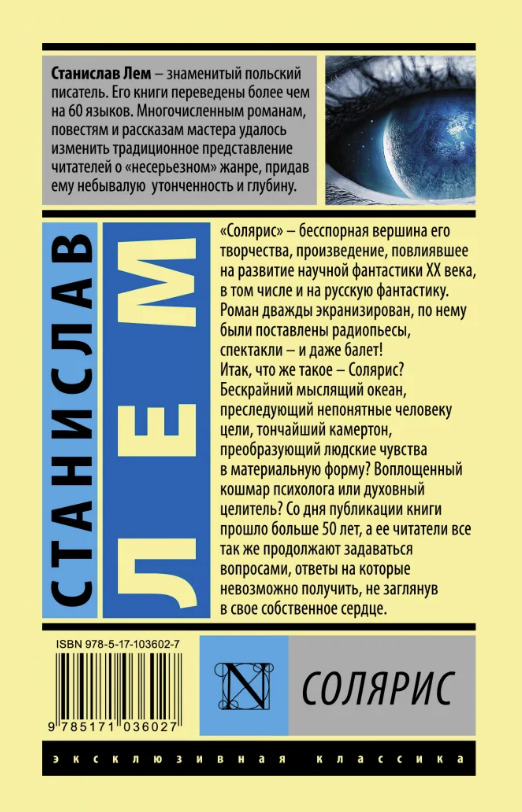 Станислав Лем – знаменитый польский
писатель. Его книги переведены более чем
на 60 языков. Многочисленным романам,
повестям и рассказам мастера удалось
изменить традиционное представление
читателей о «несерьезном» жанре, придав
ему небывалую утонченность и глубину.
СТАНИСЛАВ
ЛЕМ
«Солярис» – бесспорная вершина его
творчества, произведение, повлиявшее
на развитие научной фантастики XX века,
в том числе и на русскую фантастику.
Роман дважды экранизирован, по нему
были поставлены радиопьесы,
спектакли – и даже балет!
Итак, что же такое – Солярис?
Бескрайний мыслящий океан,
преследующий непонятные человеку
цели, тончайший камертон,
преобразующий людские чувства
в материальную форму? Воплощенный
кошмар психолога или духовный
целитель? Со дня публикации книги
прошло больше 50 лет, а ее читатели все
так же продолжают задаваться
вопросами, ответы на которые
невозможно получить, не заглянув
в свое собственное сердце.
ISBN 978-5-17-103602-7
9 785171 036027
N
СОЛЯРИС
эксклюзивная классика